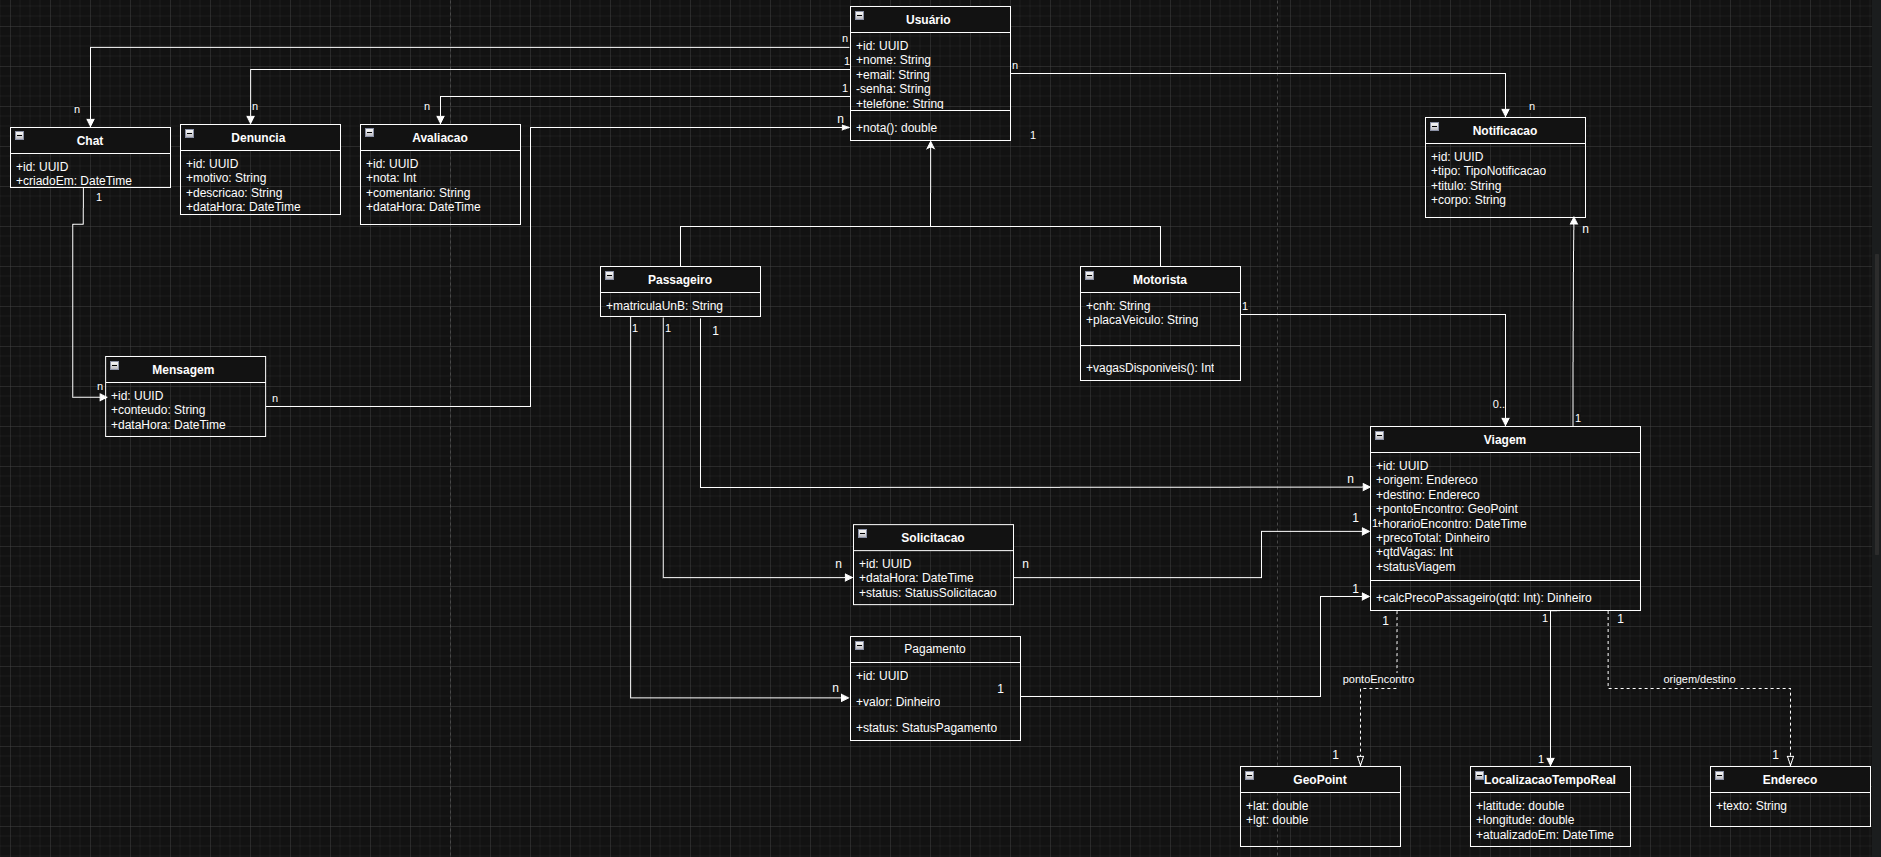 Usuário
+id: UUID
+nome: String
+email: String
-senha: String
+telefone: String
+nota(): double
n
1
1
n
n
1
n
n
n
n
n
Chat
+id: UUID
+criadoEm: DateTime
1
Denuncia
+id: UUID
+motivo: String
+descricao: String
+dataHora: DateTime
Avaliacao
+id: UUID
+nota: Int
+comentario: String
+dataHora: DateTime
Notificacao
+id: UUID
+tipo: TipoNotificacao
+titulo: String
+corpo: String
n
Passageiro
+matriculaUnB: String
1
1
1
Motorista
+cnh: String
+placaVeiculo: String
+vagasDisponiveis(): Int
1
0..
1
Mensagem
+id: UUID
+conteudo: String
+dataHora: DateTime
n
n
Viagem
+id: UUID
+origem: Endereco
+destino: Endereco
+pontoEncontro: GeoPoint
+horarioEncontro: DateTime
+precoTotal: Dinheiro
+qtdVagas: Int
+statusViagem
+calcPrecoPassageiro(qtd: Int): Dinheiro
n
1
1
1
Solicitacao
+id: UUID
+dataHora: DateTime
+status: StatusSolicitacao
n
n
Pagamento
+id: UUID
+valor: Dinheiro
+status: StatusPagamento
n
1
1
1
1
pontoEncontro
origem/destino
1
1
1
GeoPoint
+lat: double
+lgt: double
LocalizacaoTempoReal
+latitude: double
+longitude: double
+atualizadoEm: DateTime
Endereco
+texto: String